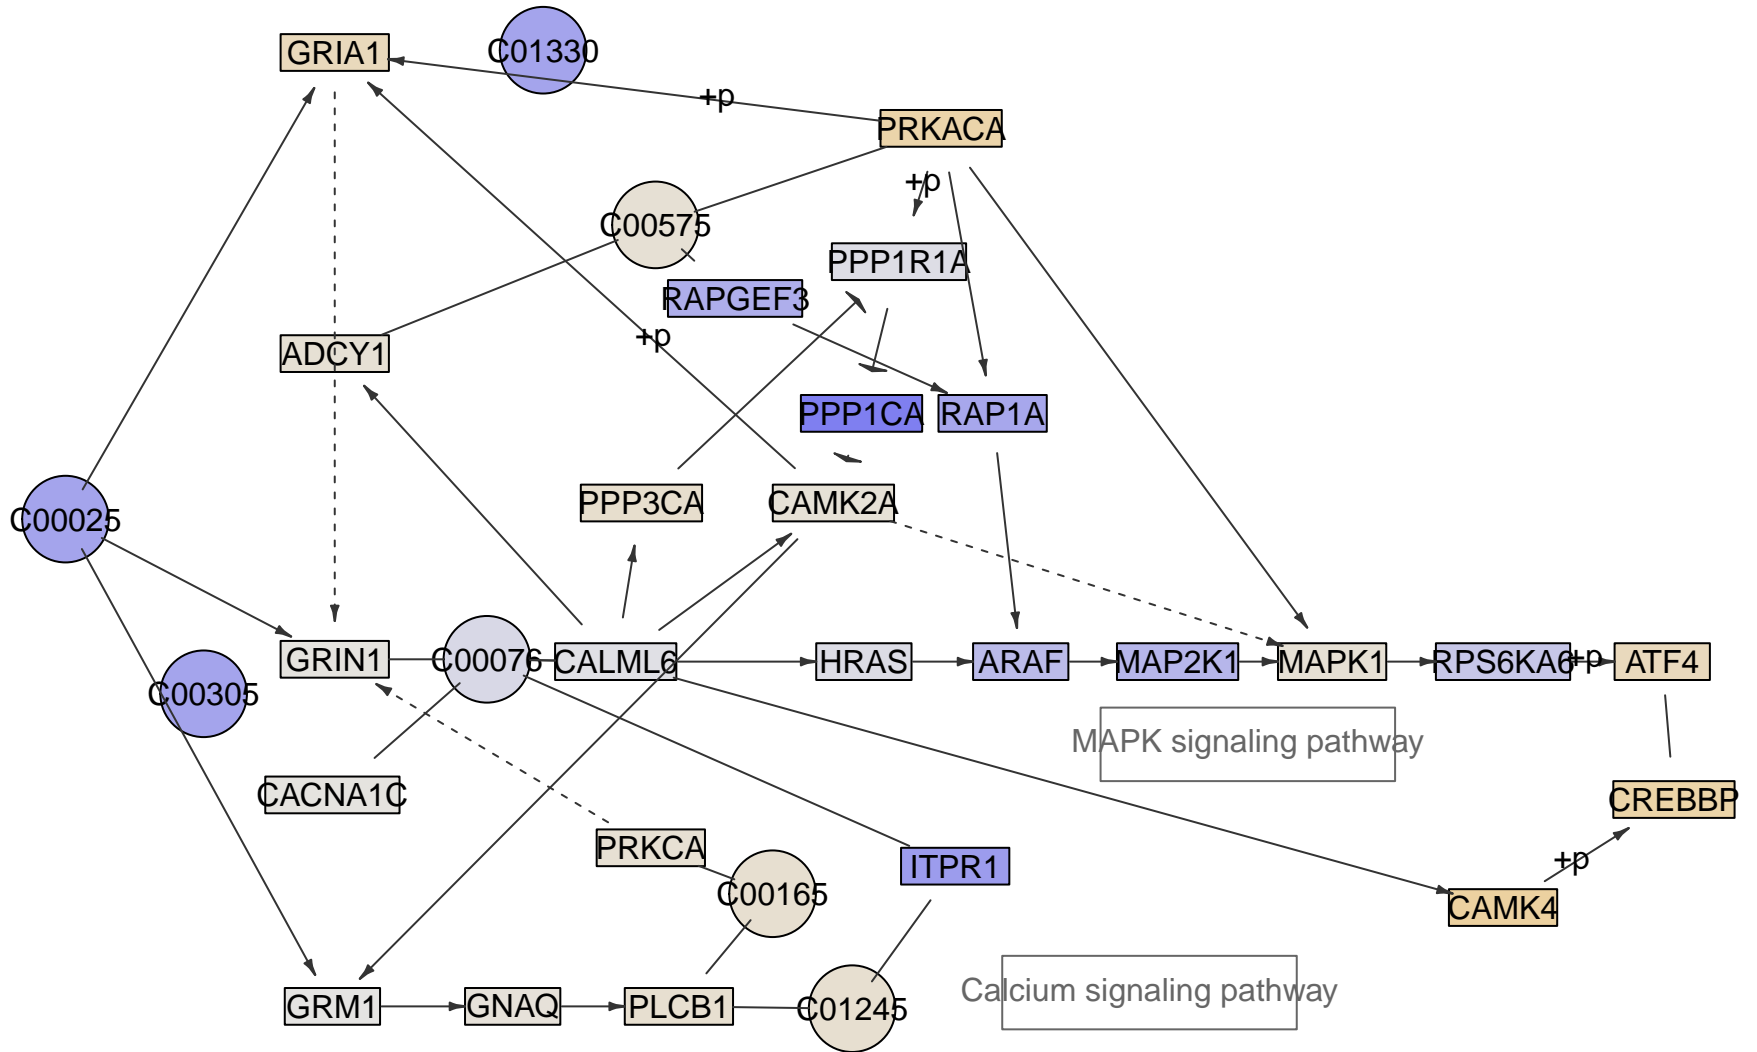 GRIA1
C01330
+p
PRKACA
+p
C00575
PPP1R1A
RAPGEF3
+p
ADCY1
PPP1CA
RAP1A
PPP3CA
CAMK2A
C00025
GRIN1
C00076
CALML6
HRAS
ARAF
MAP2K1
MAPK1
RPS6KA6
+p
ATF4
C00305
MAPK signaling pathway
CACNA1C
CREBBP
PRKCA
ITPR1
+p
C00165
CAMK4
Calcium signaling pathway
GRM1
GNAQ
PLCB1
C01245